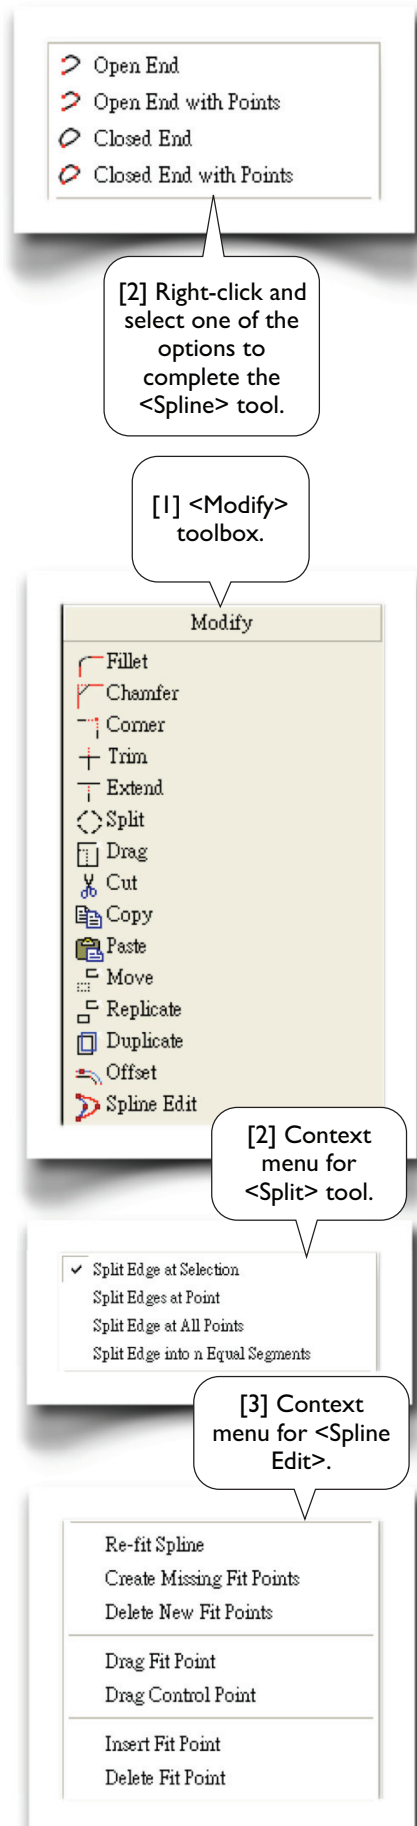 Open End
Open End with Points
Closed End
Closed End with Points
[2] Right-click and
select one of the
options to
complete the
<Spline> tool.
[1] <Modify>
toolbox.
Modify
Fillet
Chamfer
Corner
Trim
Extend
Split
Drag
Cut
Copy
Paste
Move
Replicate
Duplicate
Offset
Spline Edit
[2] Context
menu for
<Split> tool.
Split Edge at Selection
Split Edges at Point
Split Edge at All Points
Split Edge into n Equal Segments
[3] Context
menu for <Spline
Edit>.
Re-fit Spline
Create Missing Fit Points
Delete New Fit Points
Drag Fit Point
Drag Control Point
Insert Fit Point
Delete Fit Point